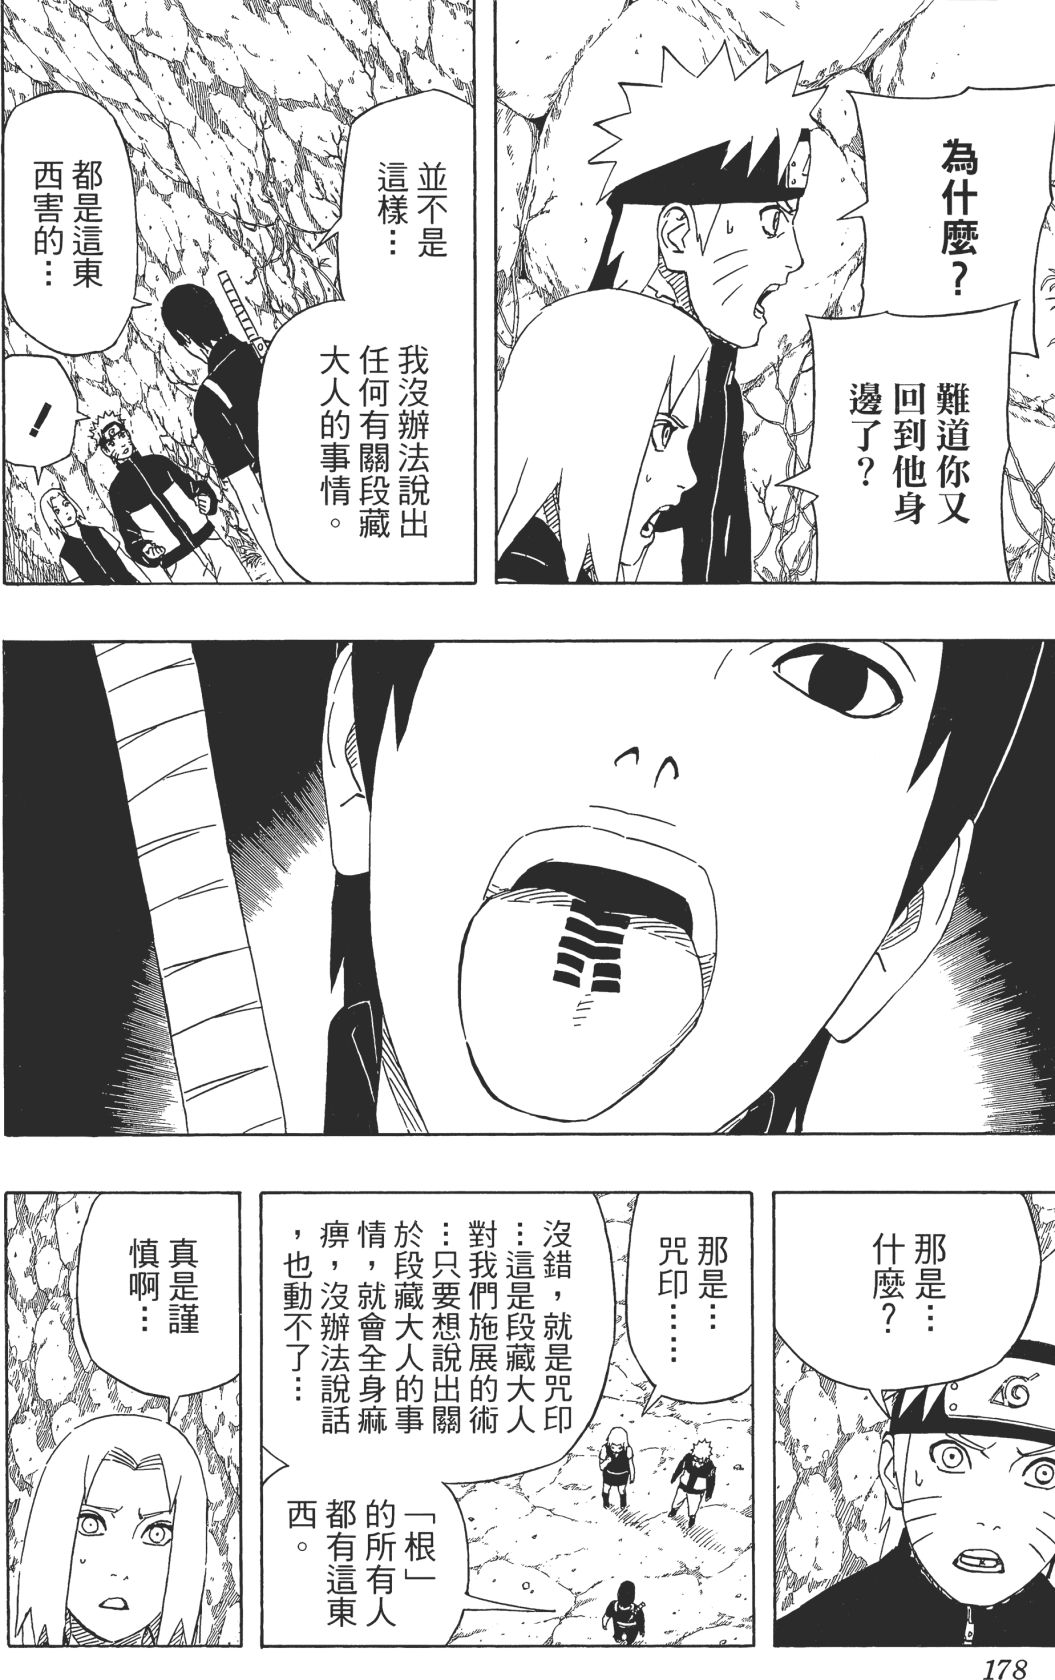 為什麼？
難道你又
回到他身
邊了？
並不是
這樣…
我沒辦法說出
任何有關段藏
大人的事情。
都是這東
西害的…
！
那是…
什麼？
那是…
咒印……
沒錯，就是咒印
…這是段藏大人
對我們施展的術
…只要想說出關
於段藏大人的事
情，就會全身麻
痹，沒辦法說話
，也動不了…
「根」
的所有人
都有這東
西。
真是謹
慎啊…
178